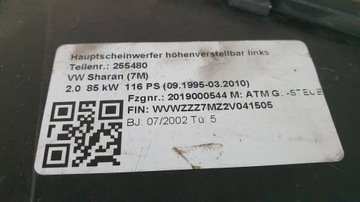 Hauptscheinwerfer höhenverstellbar links
Teilenr.: 255480
VW Sharan (7M)
2.0 85 kW 116 PS (09.1995-03.2010)
Fzgnr.: 2019000544 M: ATM G.:-STEUE
FIN: WVWZZZ7MZ2V041505
BJ: 07/2002 Tü: 5